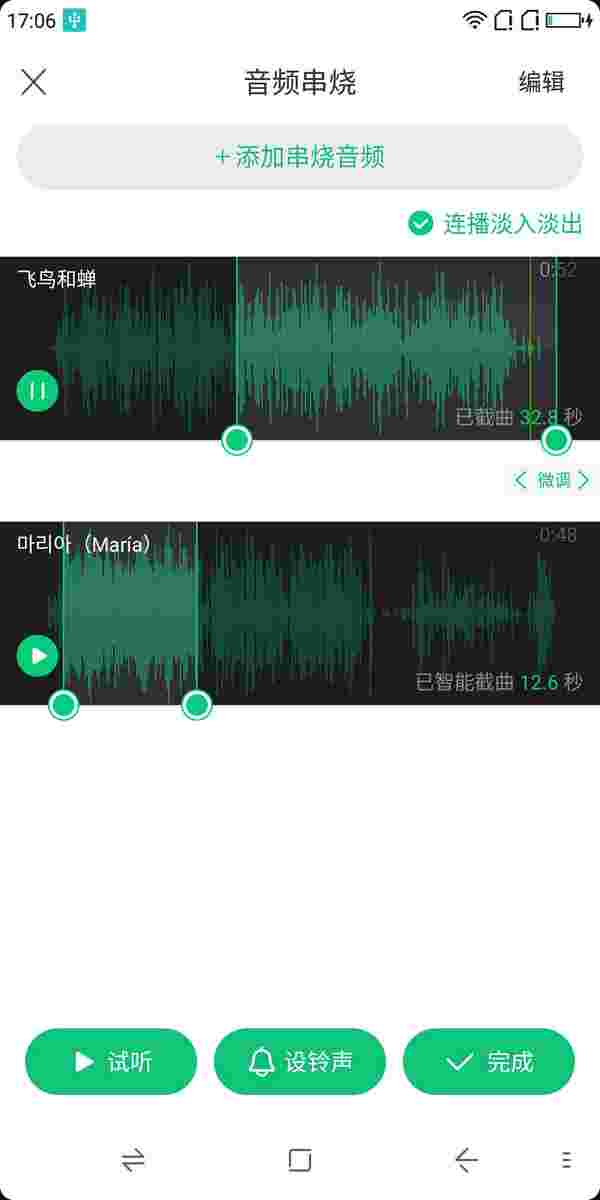 17:06
音频串烧
编辑
+添加串烧音频
连播淡入淡出
飞鸟和蝉
0:52
已截曲 32.8 秒
微调
마리아（María）
0:48
已智能截曲 12.6 秒
试听
设铃声
完成